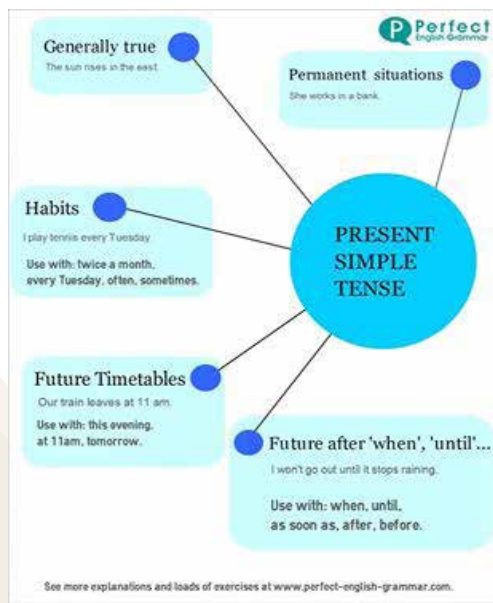 Perfect
English Grammar
Generally true
The sun rises in the east.
Permanent situations
She works in a bank.
Habits
I play tennis every Tuesday
Use with: twice a month,
every Tuesday, often, sometimes.
PRESENT
SIMPLE
TENSE
Future Timetables
Our train leaves at 11 am.
Use with: this evening,
at 11am, tomorrow.
Future after 'when', 'until'...
I won't go out until it stops raining.
Use with: when, until,
as soon as, after, before.
See more explanations and loads of exercises at www.perfect-english-grammar.com.